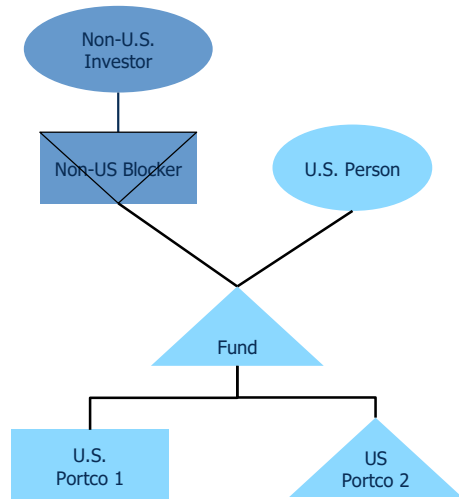 Non-U.S.
Investor
Non-US Blocker
U.S. Person
Fund
U.S.
Portco 1
US
Portco 2